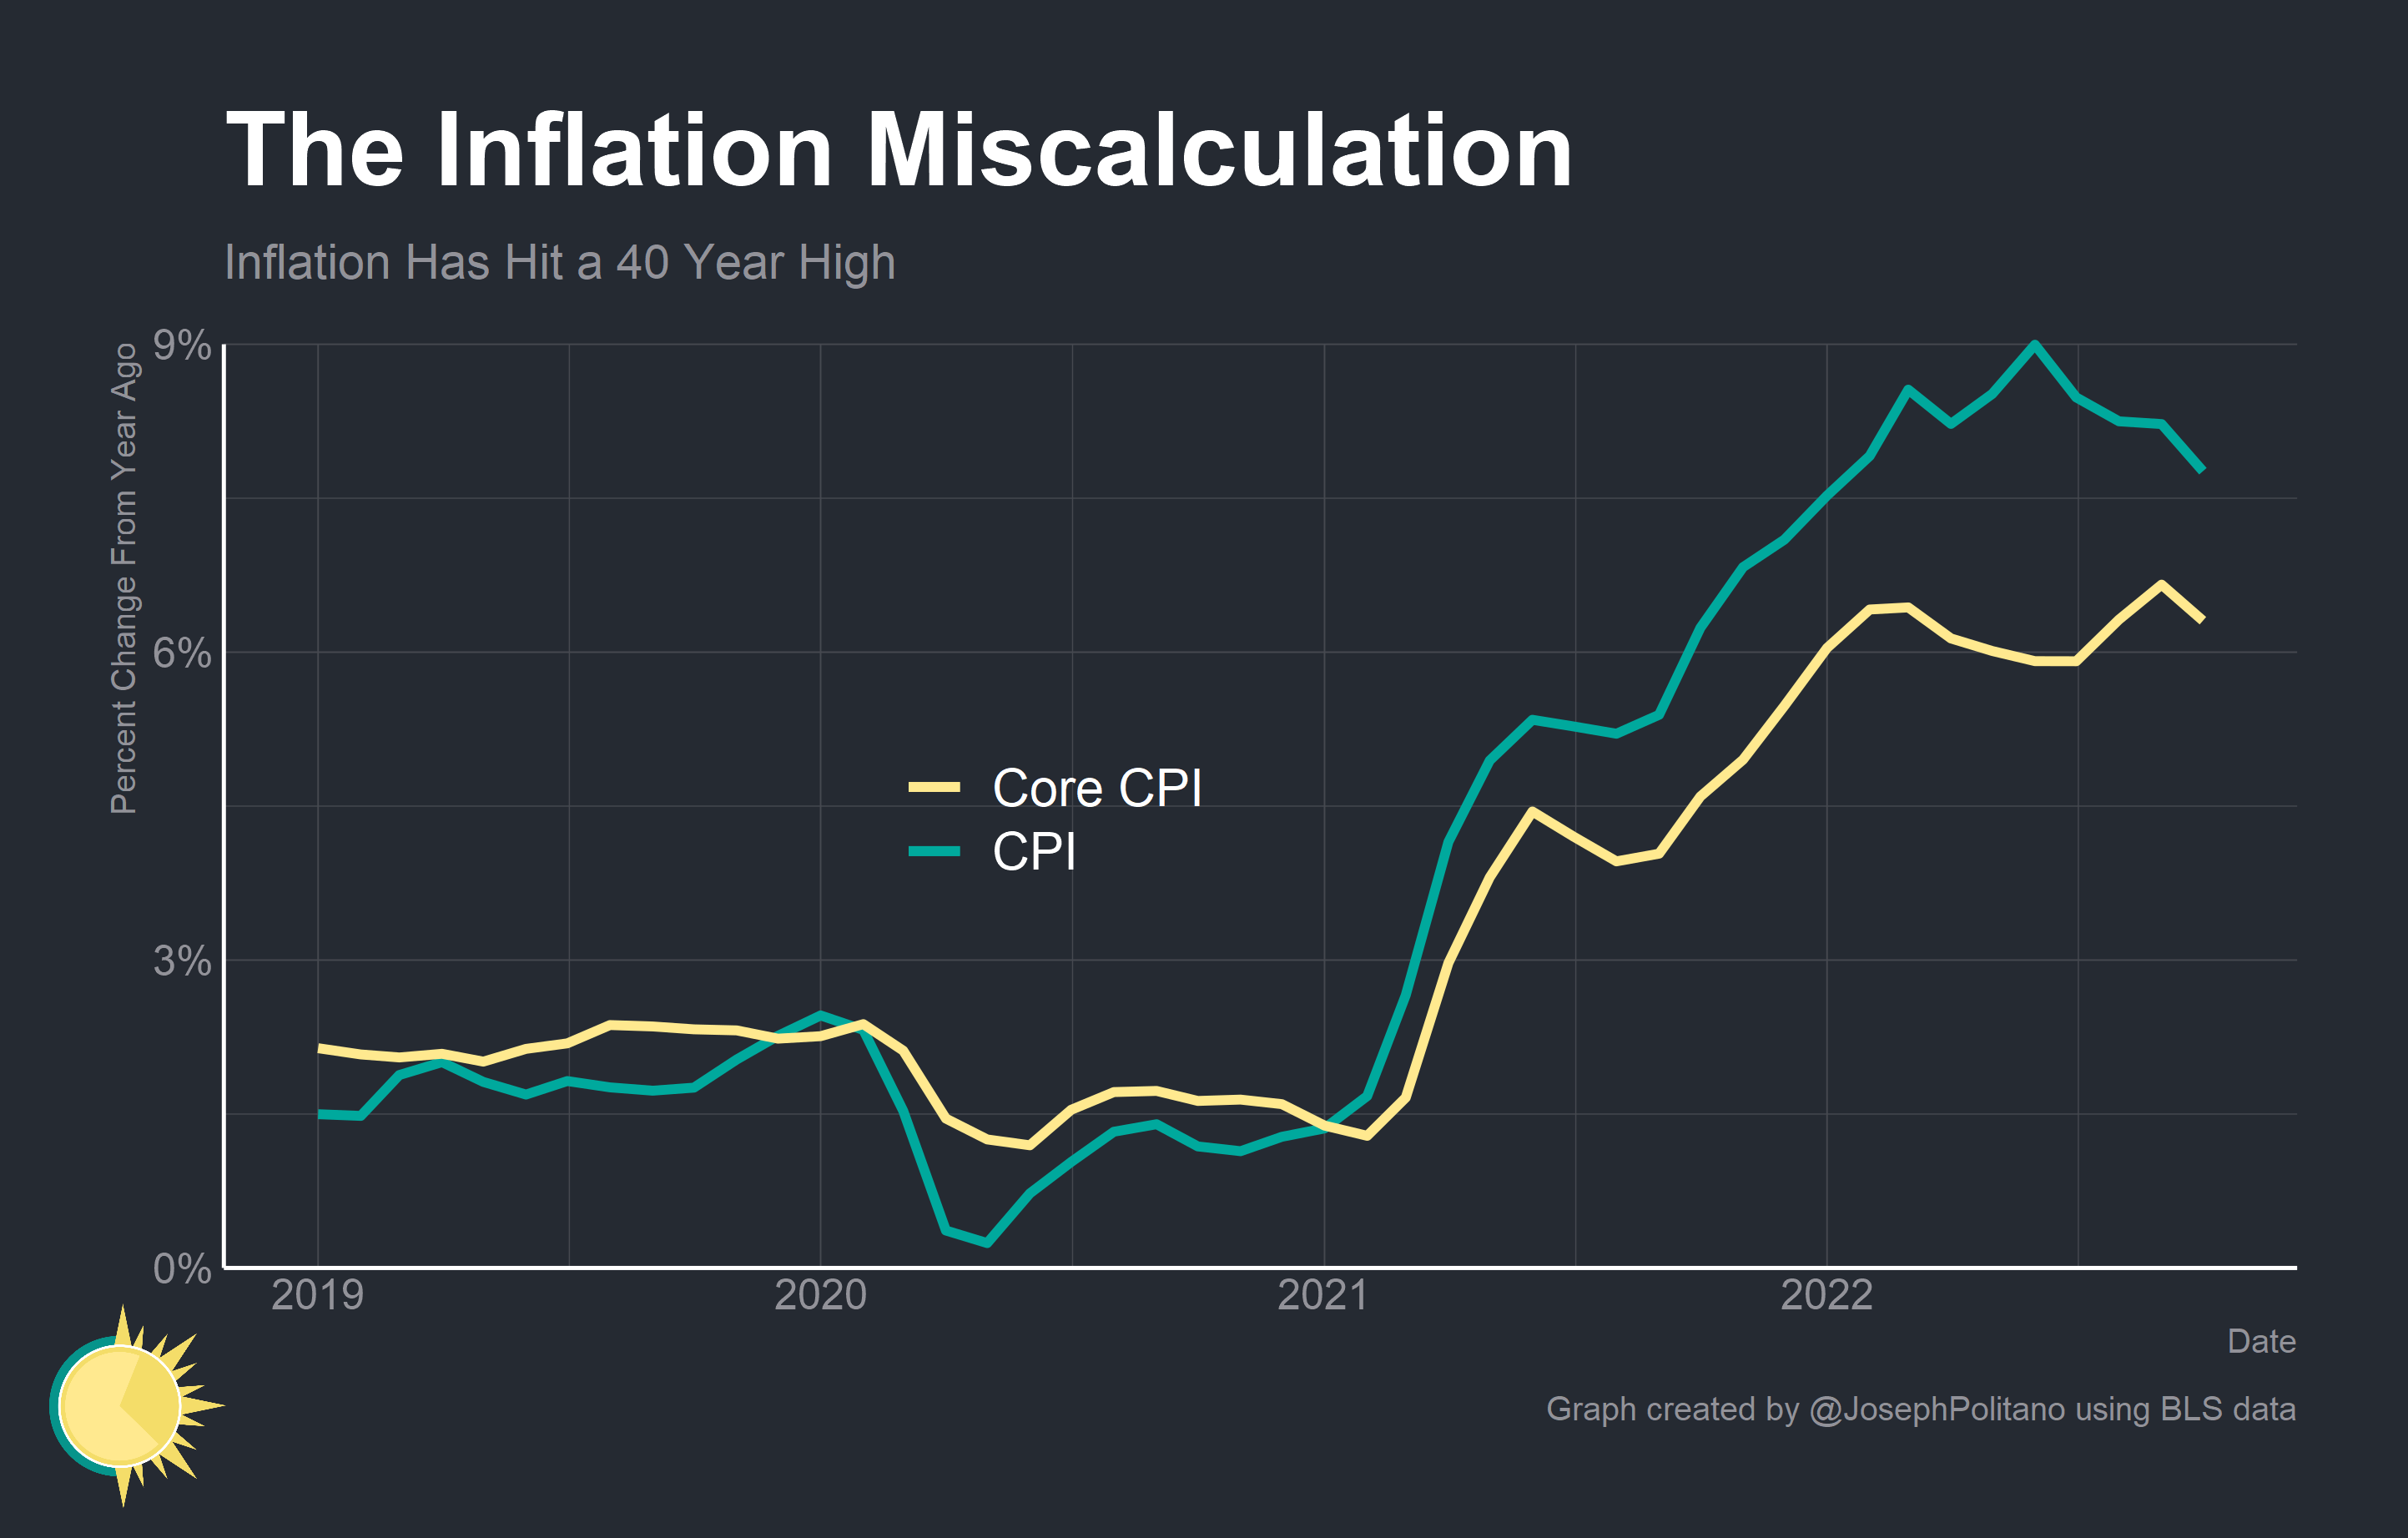 The Inflation Miscalculation
Inflation Has Hit a 40 Year High
Percent Change From Year Ago
9%
6%
3%
0%
Core CPI
CPI
2019
2020
2021
2022
Date
Graph created by @JosephPolitano using BLS data